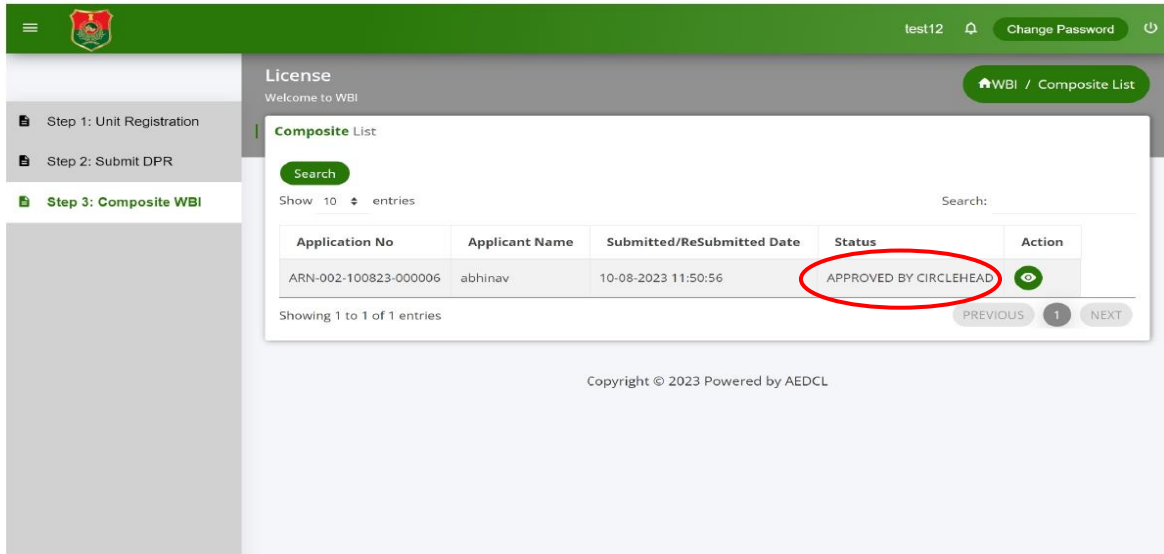 test12 Change Password
License
Welcome to WBI
WBI / Composite List
Step 1: Unit Registration
Step 2: Submit DPR
Step 3: Composite WBI
Composite List
Search
Show 10 entries
Search:
Application No Applicant Name Submitted/ReSubmitted Date Status Action
ARN-002-100823-000006 abhinav 10-08-2023 11:50:56 APPROVED BY CIRCLEHEAD
Showing 1 to 1 of 1 entries
PREVIOUS 1 NEXT
Copyright © 2023 Powered by AEDCL